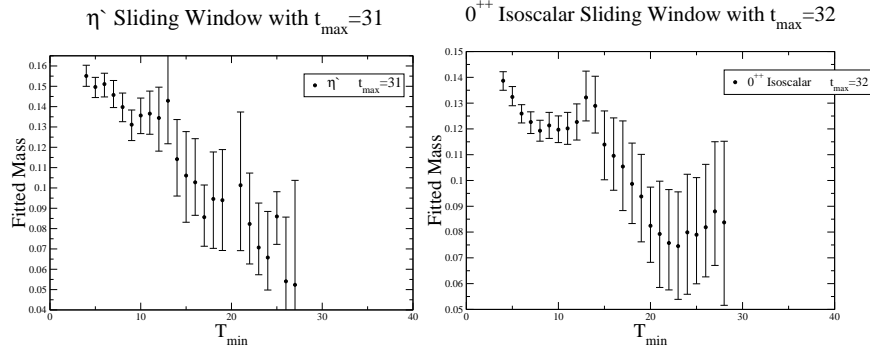 η` Sliding Window with t_max=31
0.16
0.15
0.14
0.13
0.12
0.11
0.1
0.09
0.08
0.07
0.06
0.05
0.04
Fitted Mass
η` t_max=31
0 10 20 30 40
T_min
0^++ Isoscalar Sliding Window with t_max=32
0.15
0.14
0.13
0.12
0.11
0.1
0.09
0.08
0.07
0.06
0.05
Fitted Mass
0^++ Isoscalar t_max=32
0 10 20 30 40
T_min